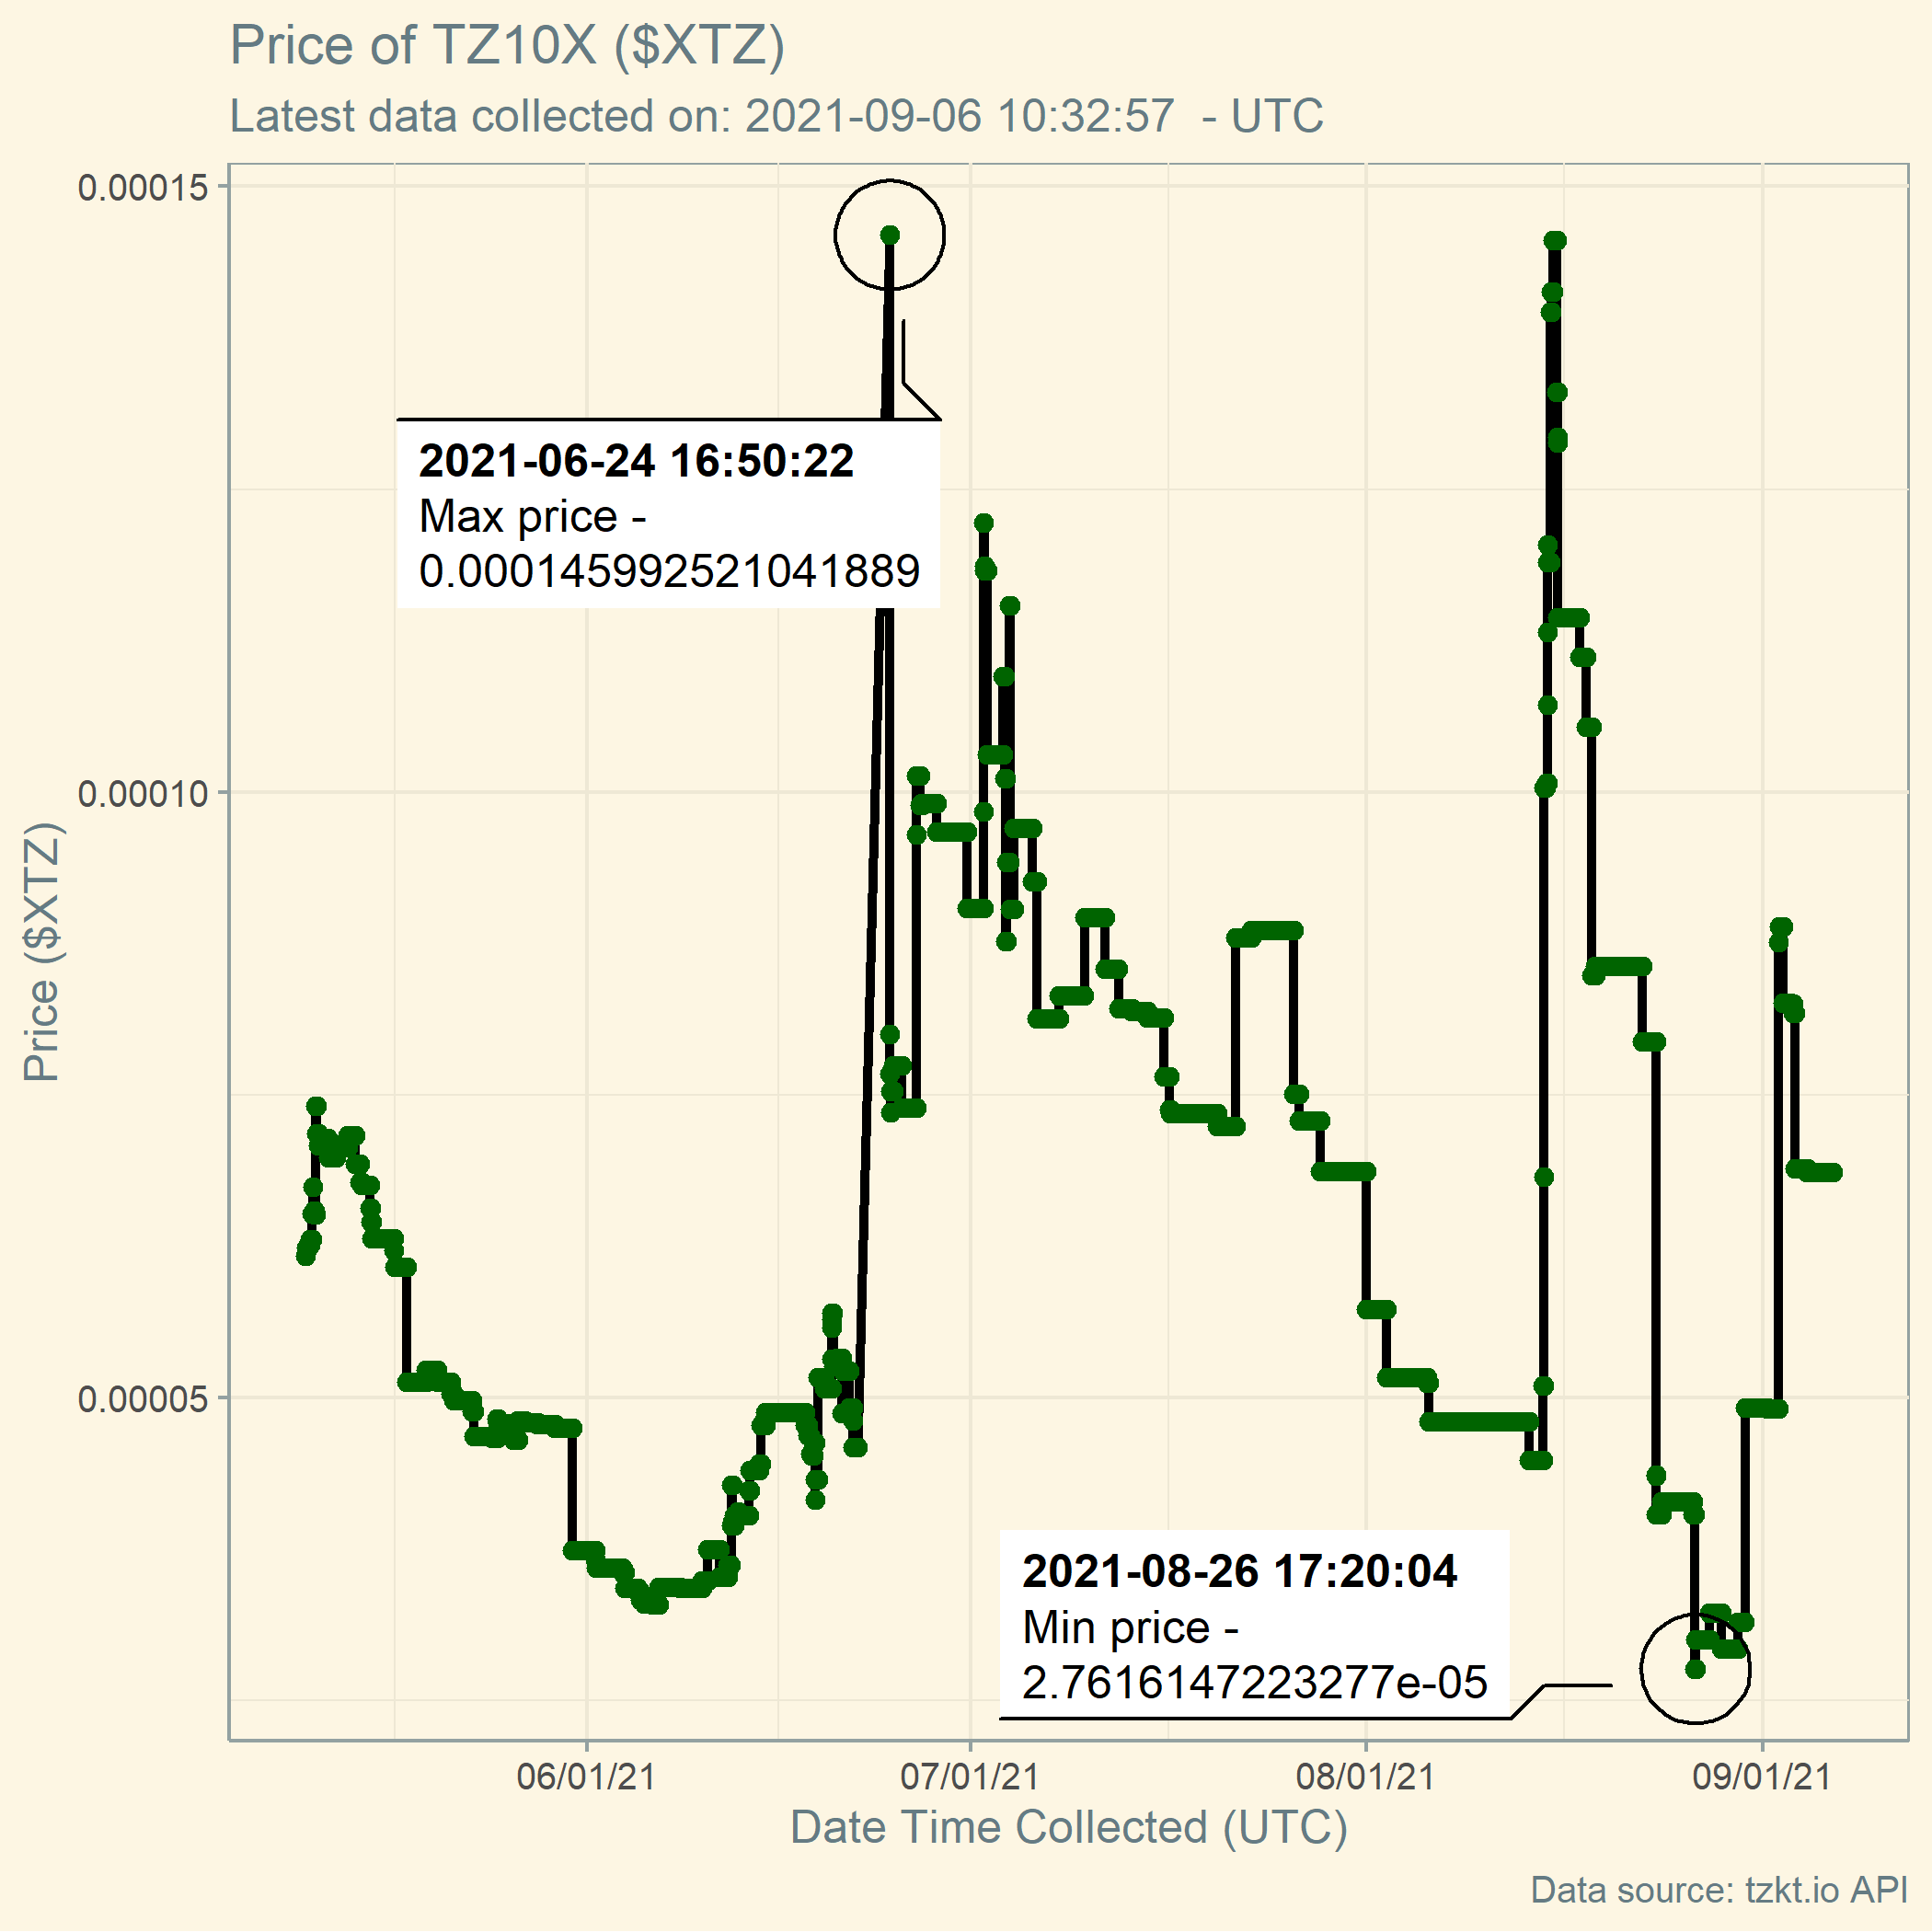 Price of TZ10X ($XTZ)
Latest data collected on: 2021-09-06 10:32:57  - UTC
0.00015
2021-06-24 16:50:22
Max price -
0.000145992521041889
0.00010
Price ($XTZ)
0.00005
2021-08-26 17:20:04
Min price -
2.7616147223277e-05
06/01/21
07/01/21
08/01/21
09/01/21
Date Time Collected (UTC)
Data source: tzkt.io API